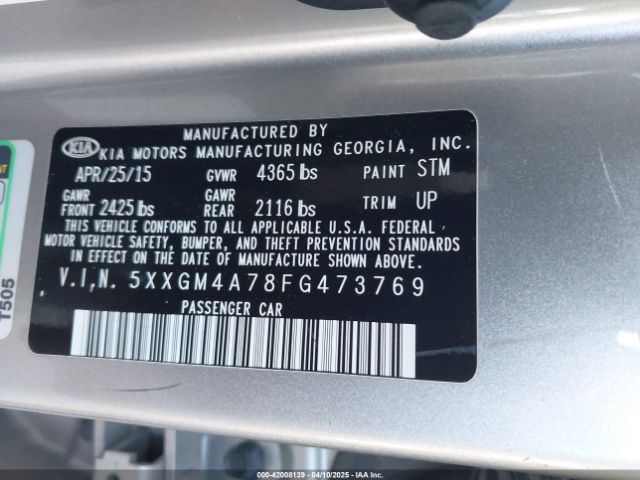 MANUFACTURED BY
KIA KIA MOTORS MANUFACTURING GEORGIA, INC.
APR/25/15 GVWR 4365 lbs PAINT STM
GAWR FRONT 2425 lbs GAWR REAR 2116 lbs TRIM UP
THIS VEHICLE CONFORMS TO ALL APPLICABLE U.S.A. FEDERAL
MOTOR VEHICLE SAFETY, BUMPER, AND THEFT PREVENTION STANDARDS
IN EFFECT ON THE DATE OF MANUFACTURE SHOWN ABOVE.
V.I.N. 5XXGM4A78FG473769
PASSENGER CAR
T505
000-42008139 - 04/10/2025 - IAA